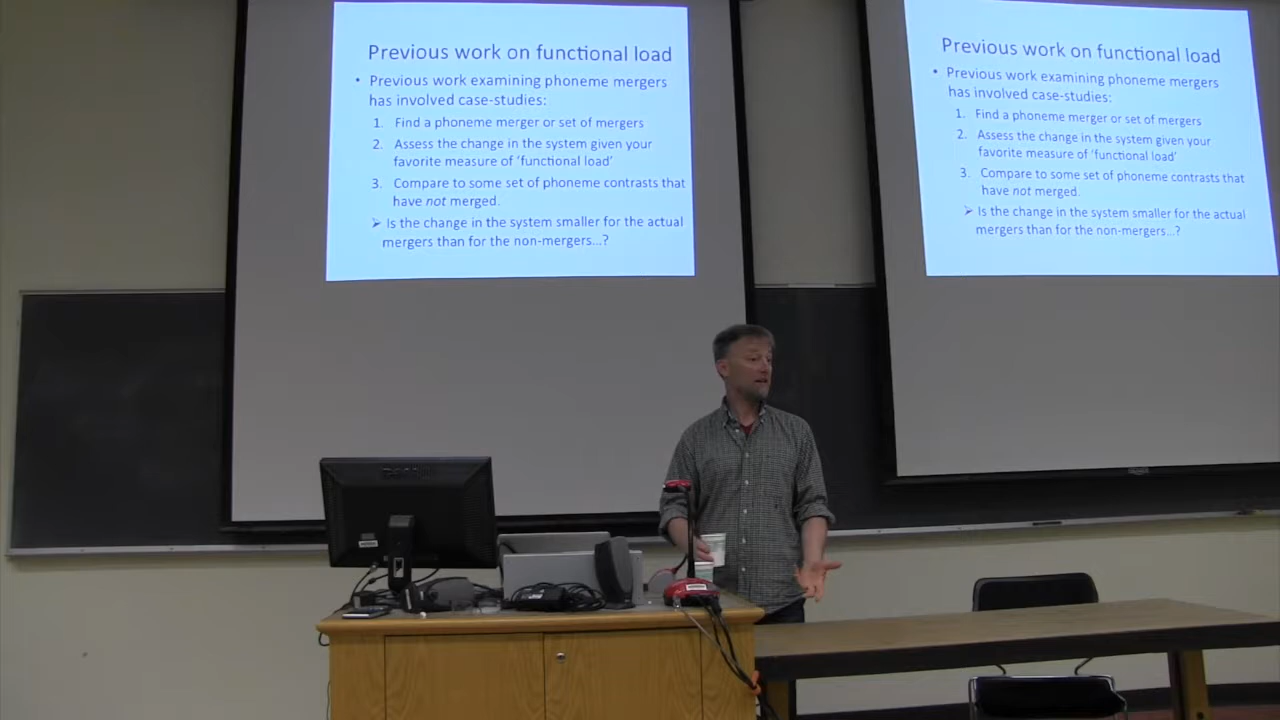 Previous work on functional load
• Previous work examining phoneme mergers
has involved case-studies:
1. Find a phoneme merger or set of mergers
2. Assess the change in the system given your
favorite measure of 'functional load'
3. Compare to some set of phoneme contrasts that
have not merged.
➢ Is the change in the system smaller for the actual
mergers than for the non-mergers...?
Previous work on functional load
• Previous work examining phoneme mergers
has involved case-studies:
1. Find a phoneme merger or set of mergers
2. Assess the change in the system given your
favorite measure of 'functional load'
3. Compare to some set of phoneme contrasts that
have not merged.
➢ Is the change in the system smaller for the actual
mergers than for the non-mergers...?